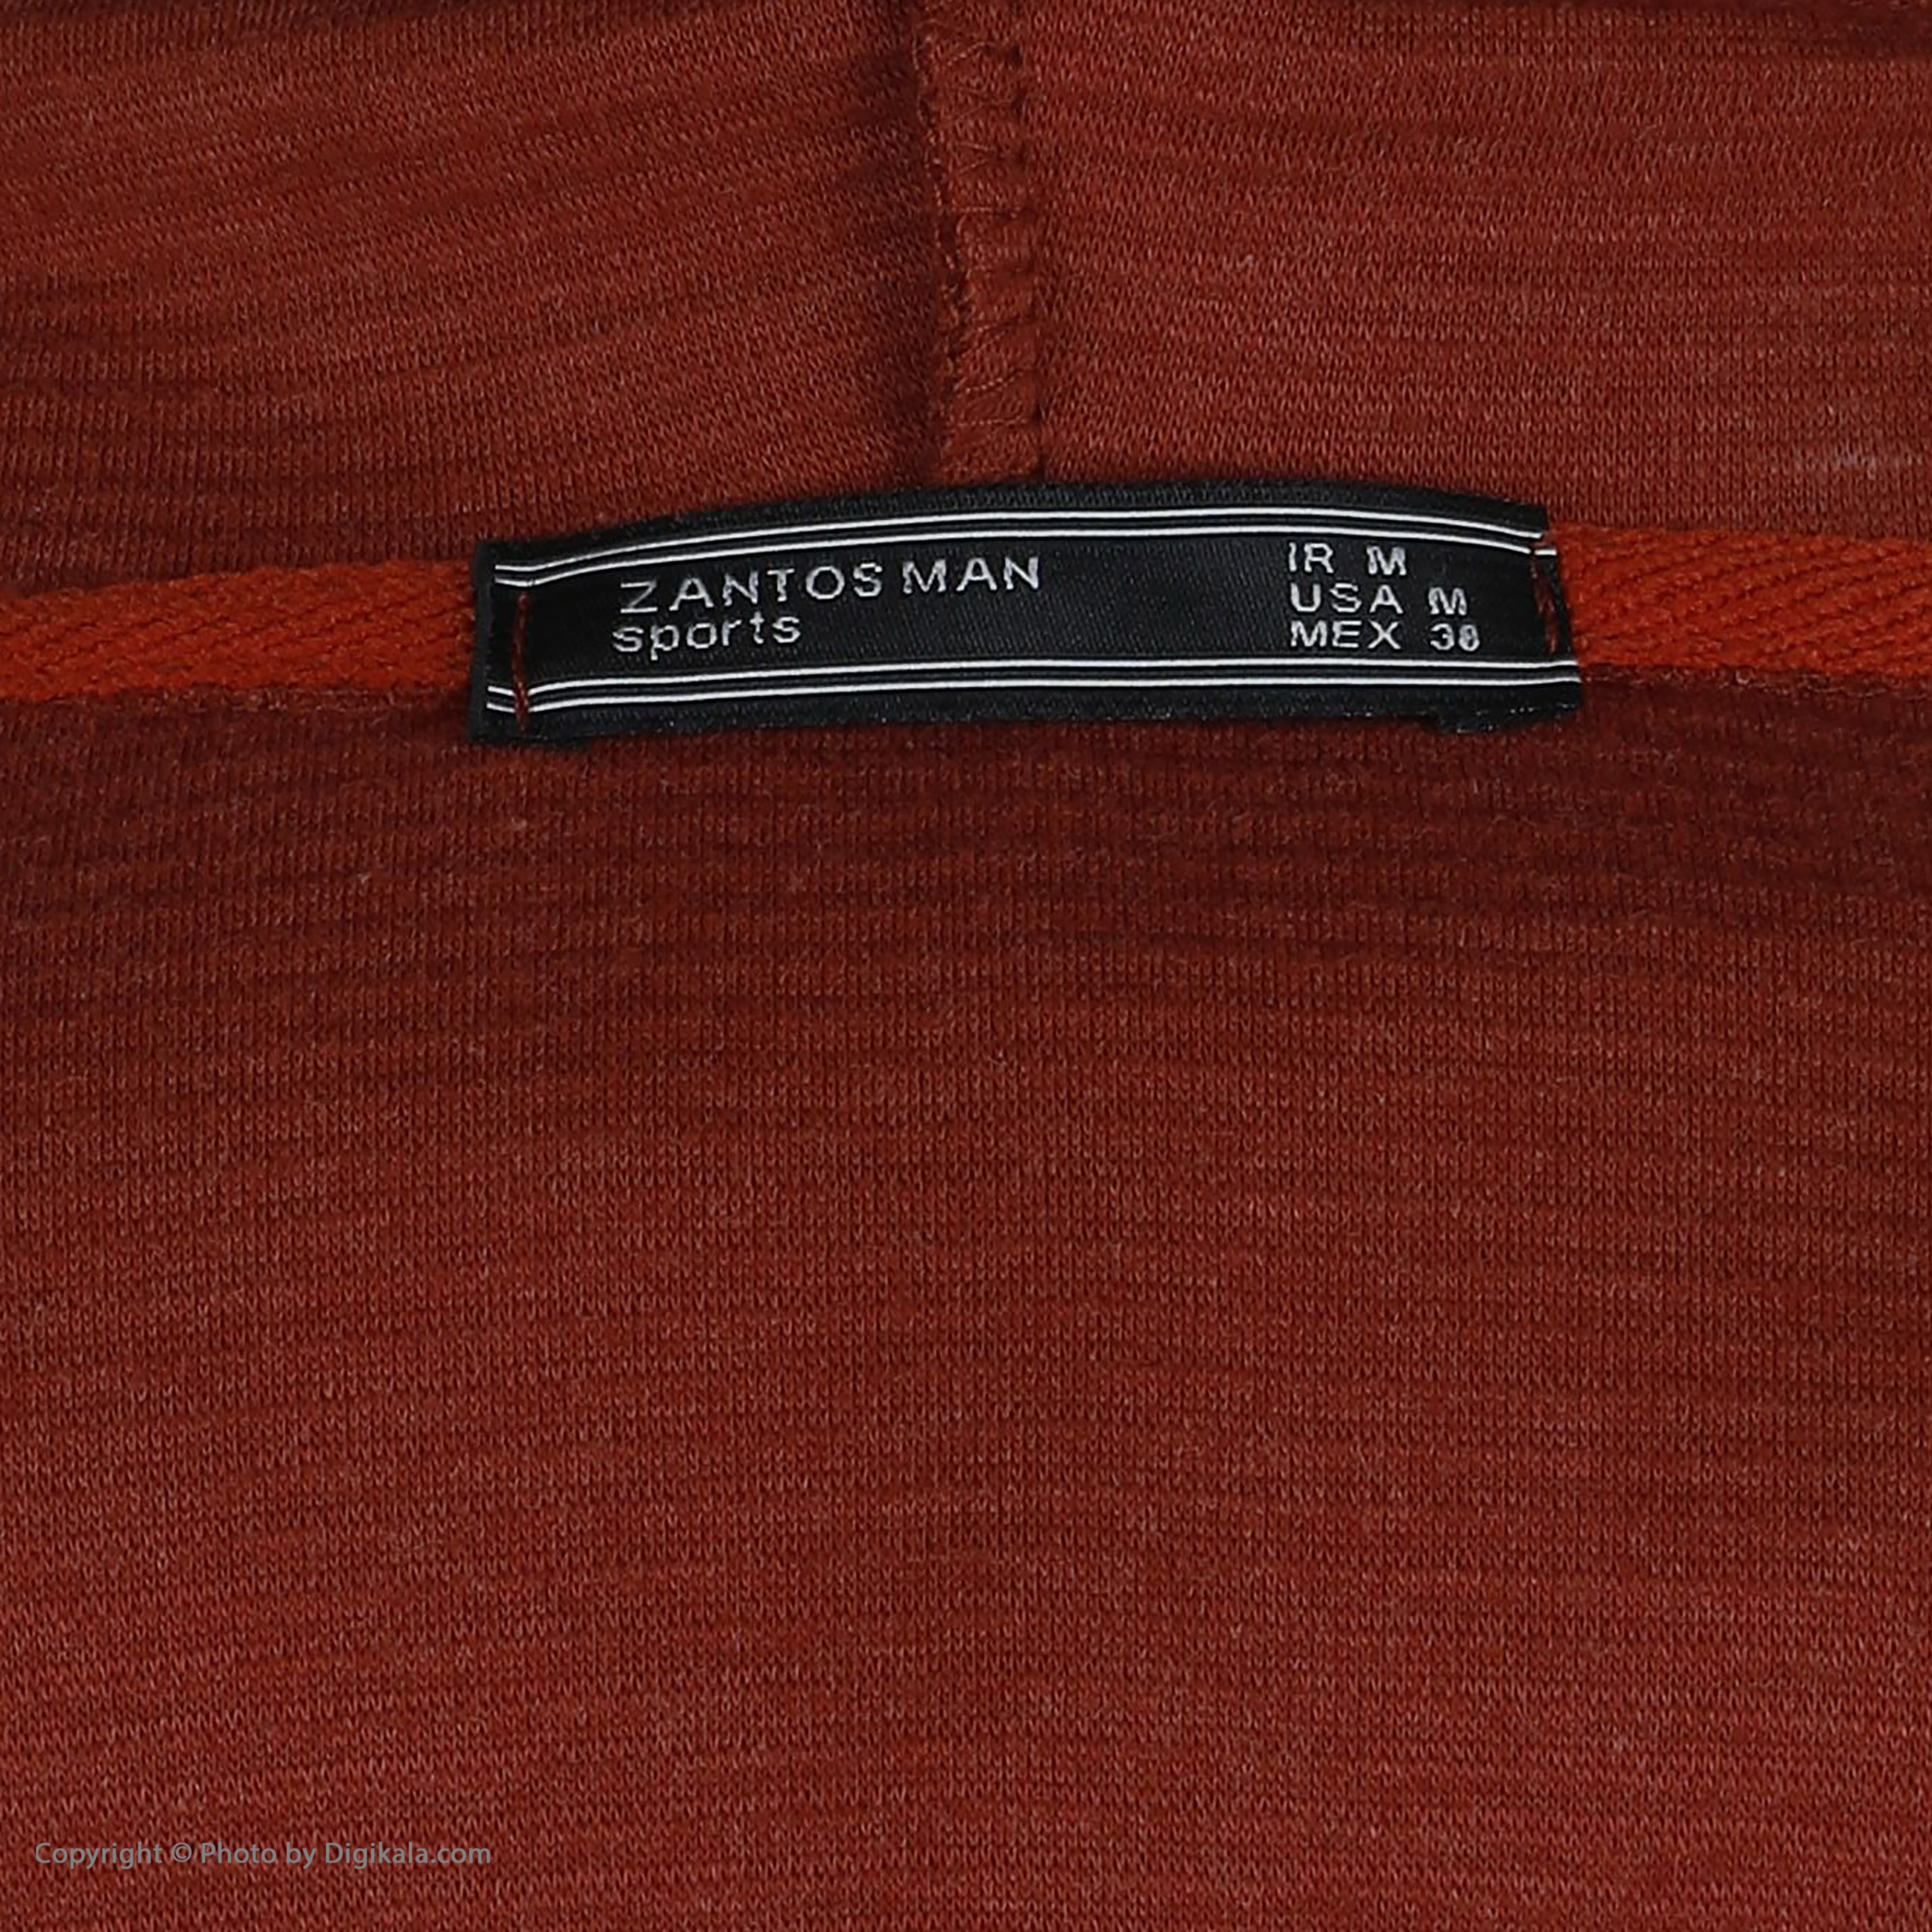 ZANTOS MAN
sports
IR M
USA M
MEX 38
Copyright © Photo by Digikala.com